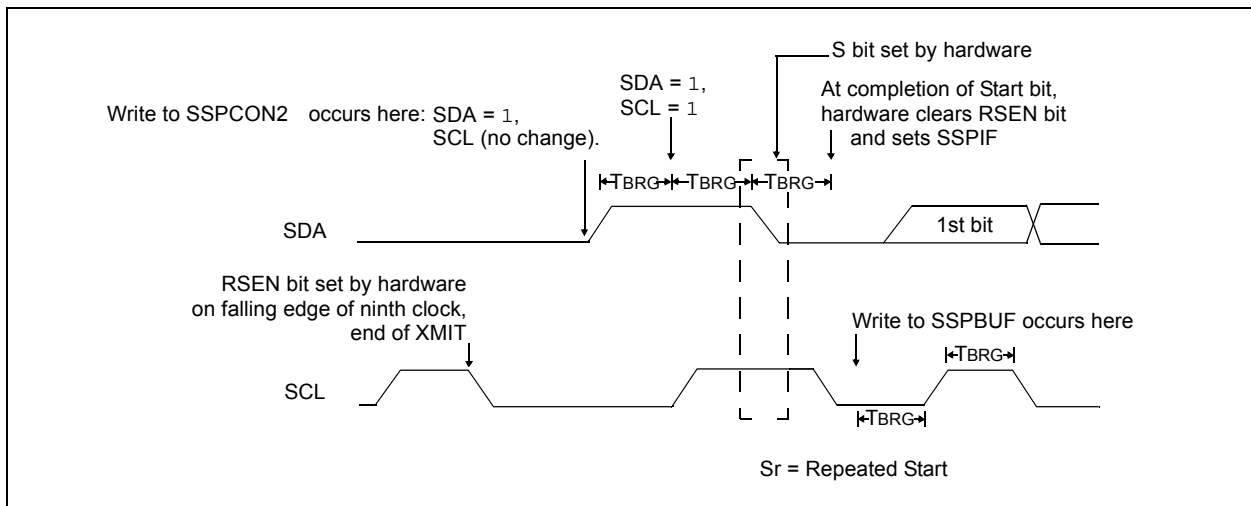 S bit set by hardware
SDA = 1,
SCL = 1
At completion of Start bit,
hardware clears RSEN bit
and sets SSPIF
Write to SSPCON2 occurs here: SDA = 1,
SCL (no change).
TBRG TBRG TBRG
SDA
1st bit
RSEN bit set by hardware
on falling edge of ninth clock,
end of XMIT
Write to SSPBUF occurs here
TBRG
SCL
TBRG
Sr = Repeated Start